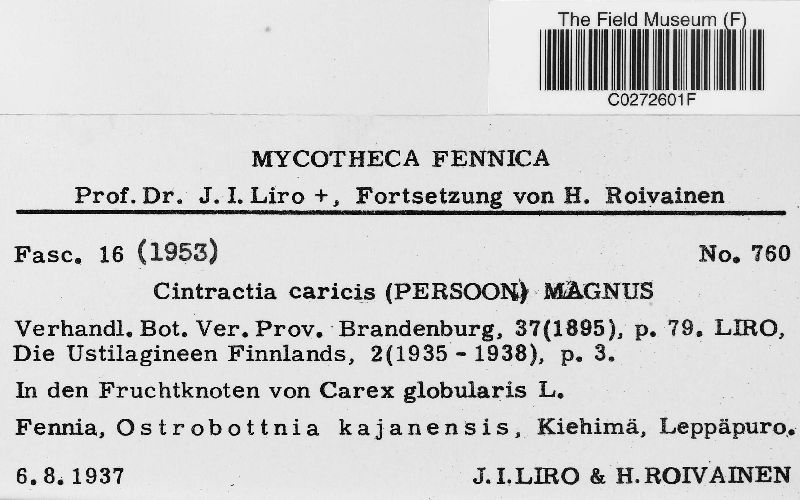 The Field Museum (F)
C0272601F
MYCOTHECA FENNICA
Prof. Dr. J. I. Liro +, Fortsetzung von H. Roivainen
Fasc. 16 (1953) No. 760
Cintractia caricis (PERSOON) MAGNUS
Verhandl. Bot. Ver. Prov. Brandenburg, 37(1895), p. 79. LIRO,
Die Ustilagineen Finnlands, 2(1935 - 1938), p. 3.
In den Fruchtknoten von Carex globularis L.
Fennia, Ostrobottnia kajanensis, Kiehimä, Leppäpuro.
6. 8. 1937 J. I. LIRO & H. ROIVAINEN